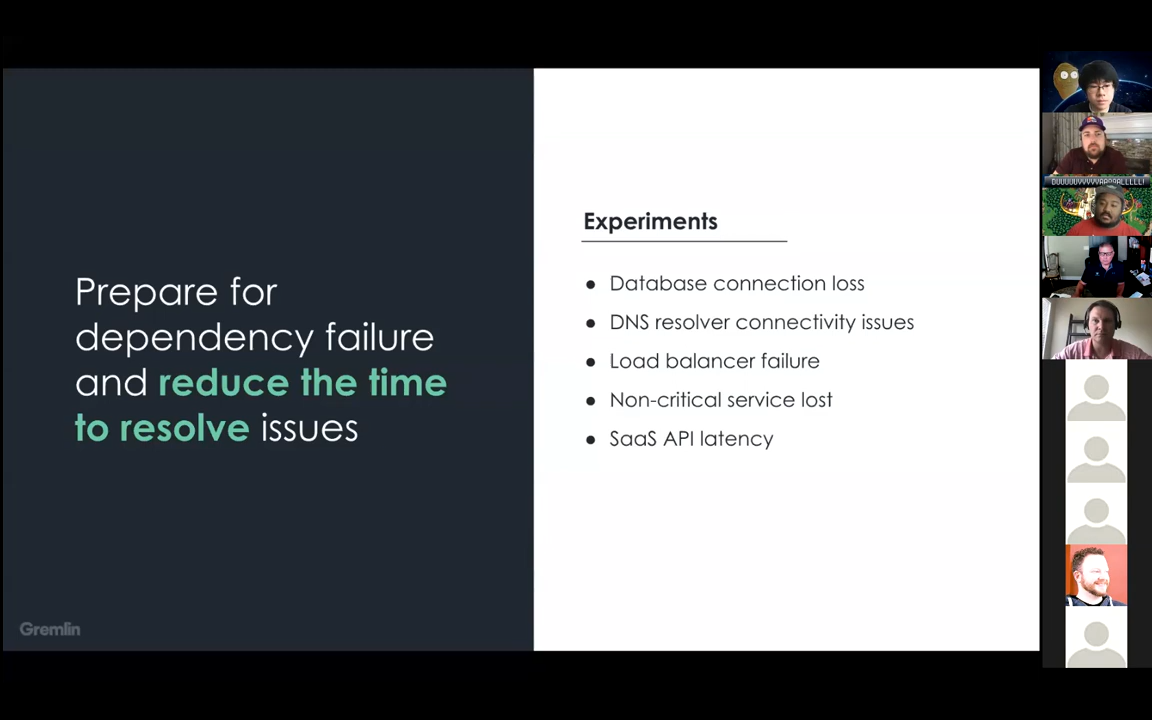 Prepare for
dependency failure
and reduce the time
to resolve issues
Gremlin
Experiments
● Database connection loss
● DNS resolver connectivity issues
● Load balancer failure
● Non-critical service lost
● SaaS API latency